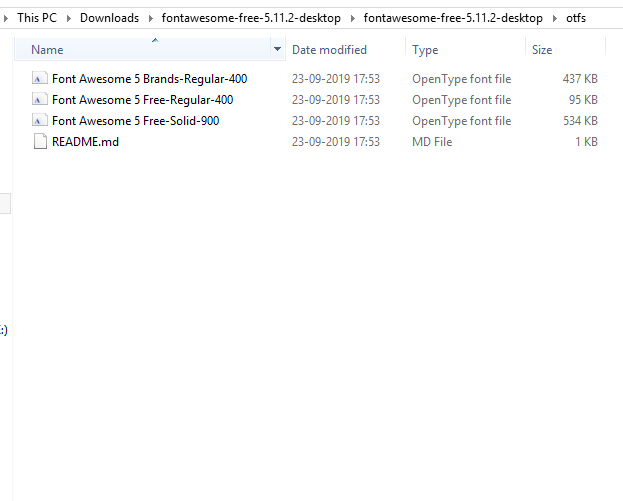 This PC Downloads fontawesome-free-5.11.2-desktop fontawesome-free-5.11.2-desktop otfs
Name Date modified Type Size
Font Awesome 5 Brands-Regular-400 23-09-2019 17:53 OpenType font file 437 KB
Font Awesome 5 Free-Regular-400 23-09-2019 17:53 OpenType font file 95 KB
Font Awesome 5 Free-Solid-900 23-09-2019 17:53 OpenType font file 534 KB
README.md 23-09-2019 17:53 MD File 1 KB
:)